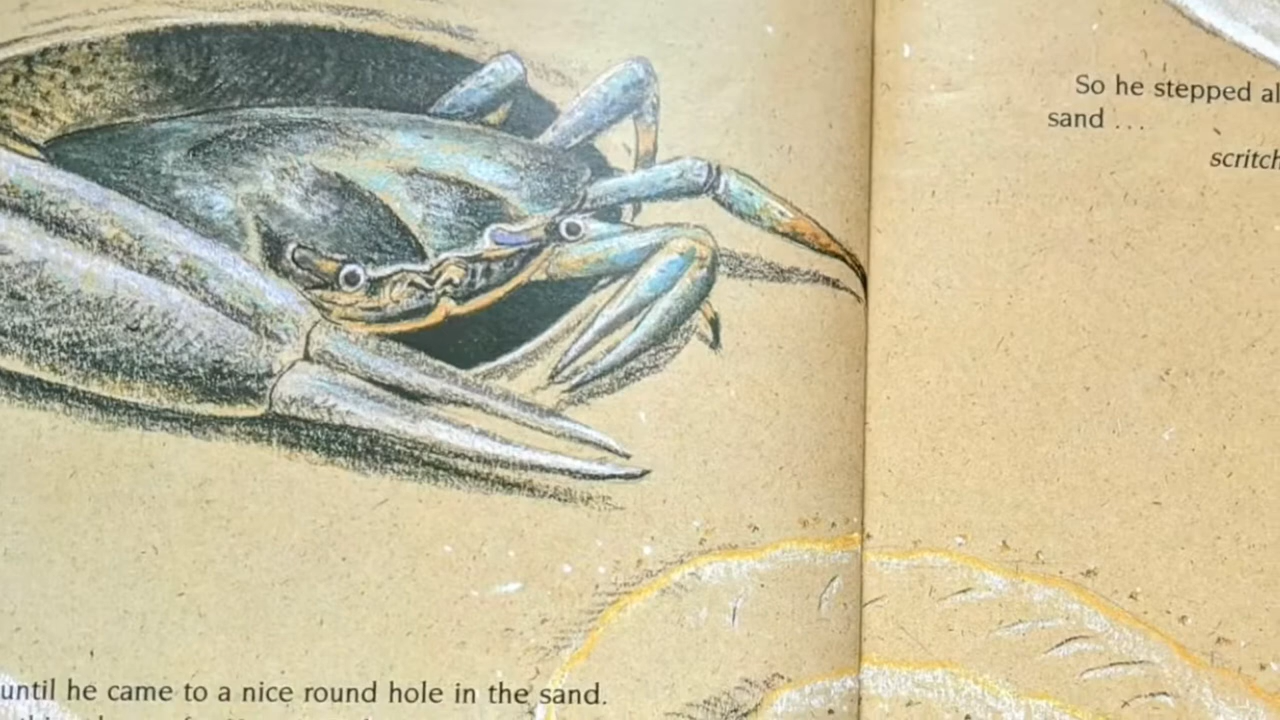 until he came to a nice round hole in the sand.
So he stepped al
sand ...
scritch